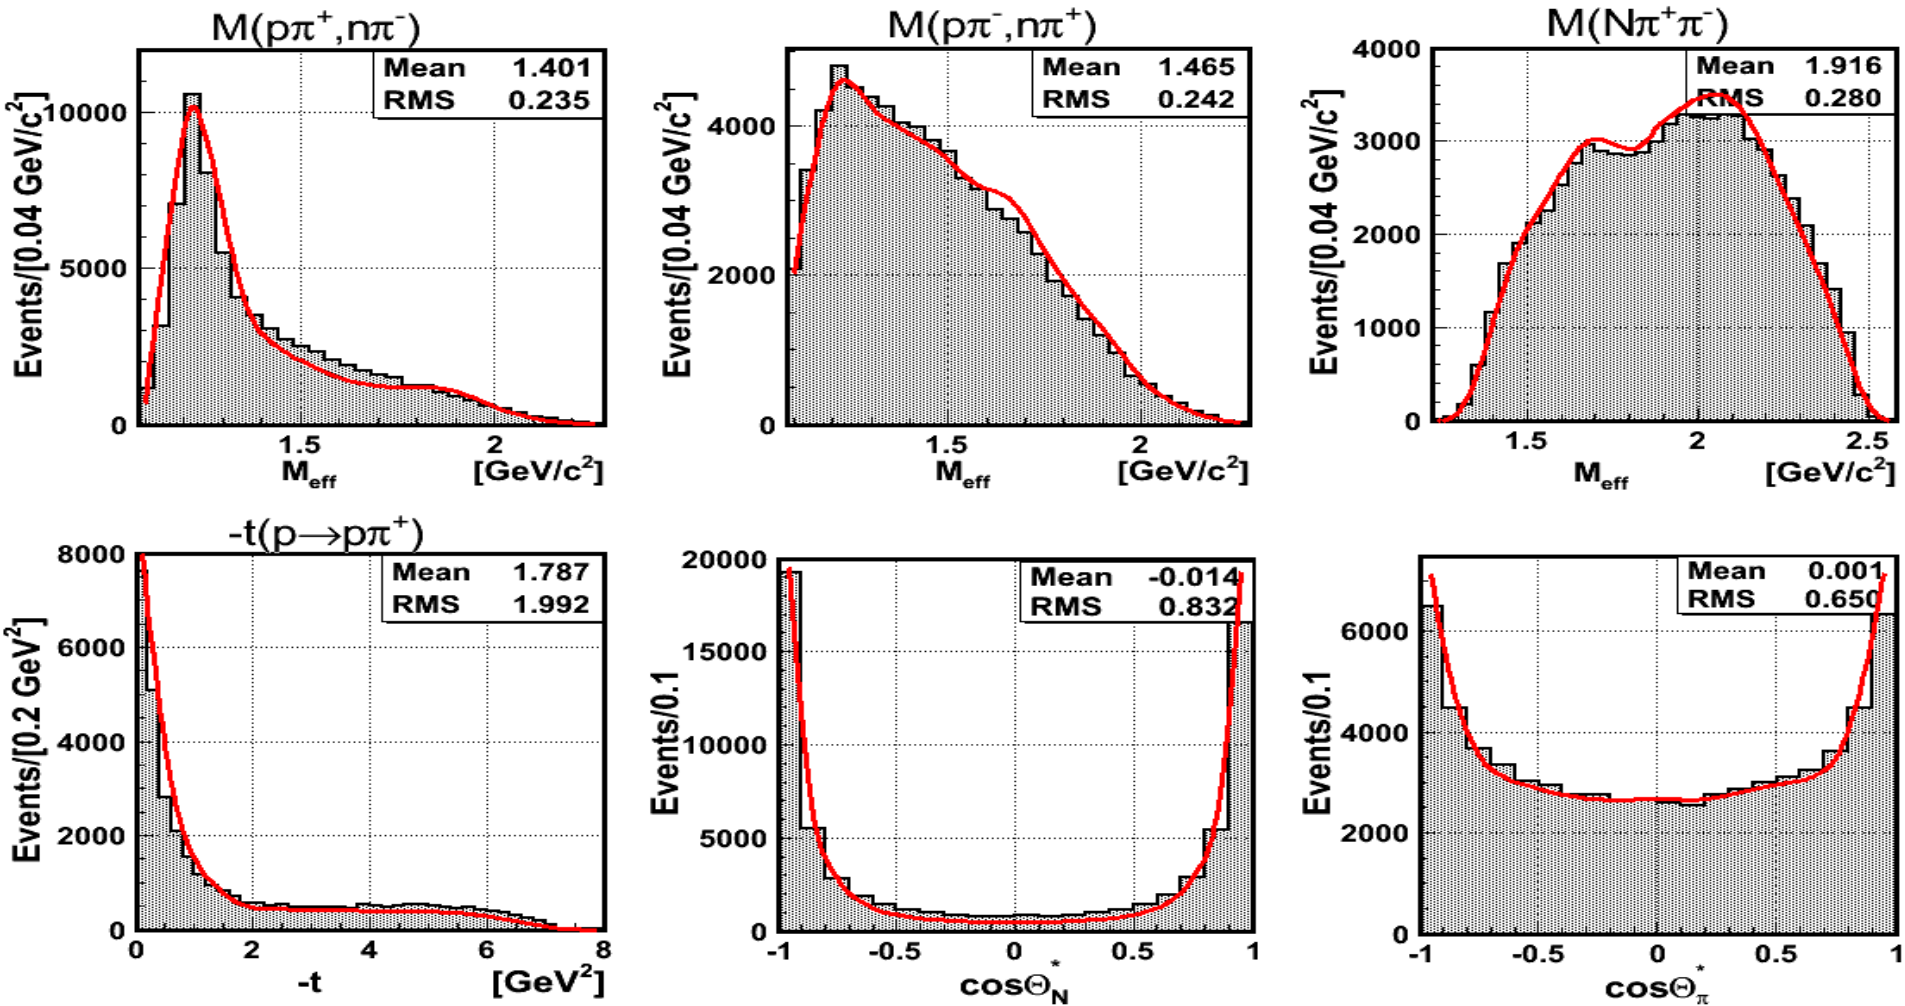 M(pπ⁺,nπ⁻)
Mean 1.401
RMS 0.235
Events/[0.04 GeV/c²]
10000
5000
0
1.5
2
M_eff [GeV/c²]
M(pπ⁻,nπ⁺)
Mean 1.465
RMS 0.242
Events/[0.04 GeV/c²]
4000
2000
0
1.5
2
M_eff [GeV/c²]
M(Nπ⁺π⁻)
Mean 1.916
RMS 0.280
Events/[0.04 GeV/c²]
4000
3000
2000
1000
0
1.5
2
2.5
M_eff [GeV/c²]
-t(p→pπ⁺)
Mean 1.787
RMS 1.992
Events/[0.2 GeV²]
8000
6000
4000
2000
0
0
2
4
6
8
-t [GeV²]
Mean -0.014
RMS 0.832
Events/0.1
20000
15000
10000
5000
0
-1
-0.5
0
0.5
1
cosΘ*_N
Mean 0.001
RMS 0.650
Events/0.1
6000
4000
2000
0
-1
-0.5
0
0.5
1
cosΘ*_π